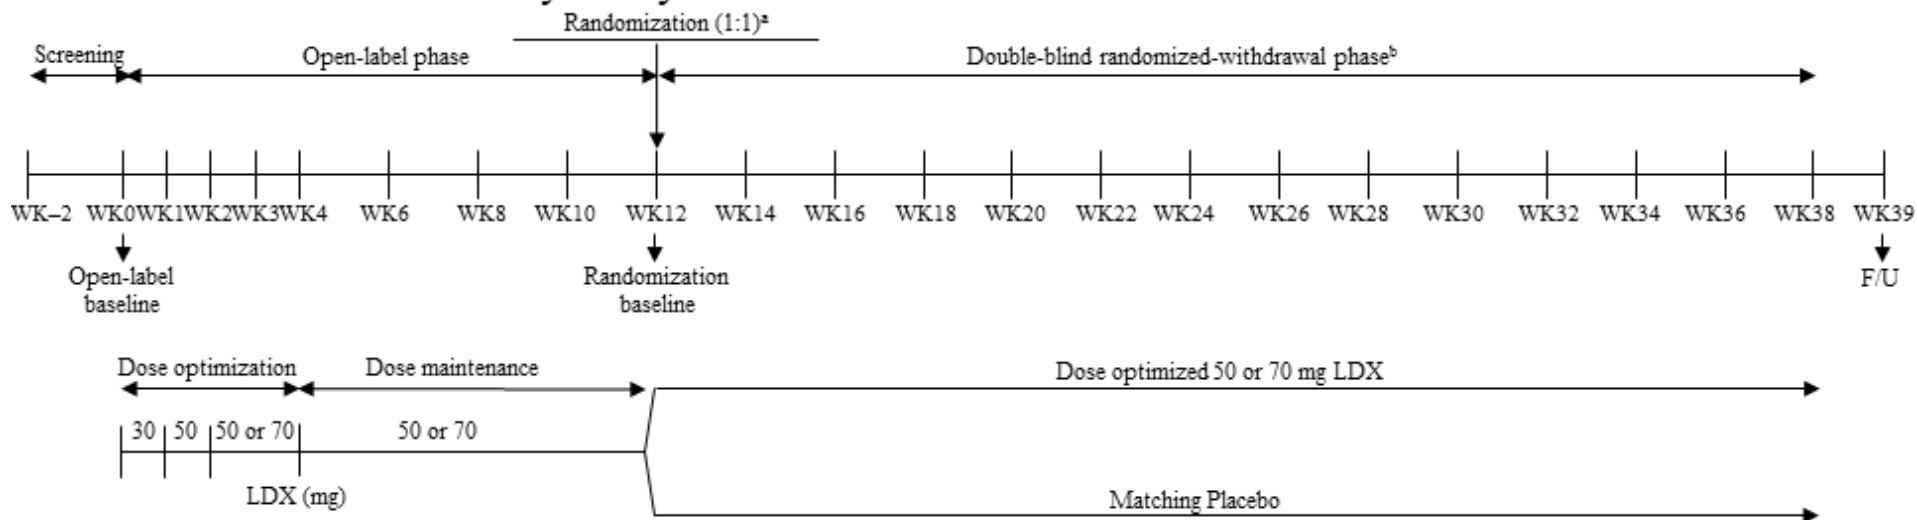 Randomization (1:1)ᵃ
Screening
Open-label phase
Double-blind randomized-withdrawal phaseᵇ
WK–2 WK0 WK1 WK2 WK3 WK4 WK6 WK8 WK10 WK12 WK14 WK16 WK18 WK20 WK22 WK24 WK26 WK28 WK30 WK32 WK34 WK36 WK38 WK39
Open-label
baseline
Randomization
baseline
F/U
Dose optimization
Dose maintenance
Dose optimized 50 or 70 mg LDX
30 50 50 or 70 50 or 70
LDX (mg)
Matching Placebo